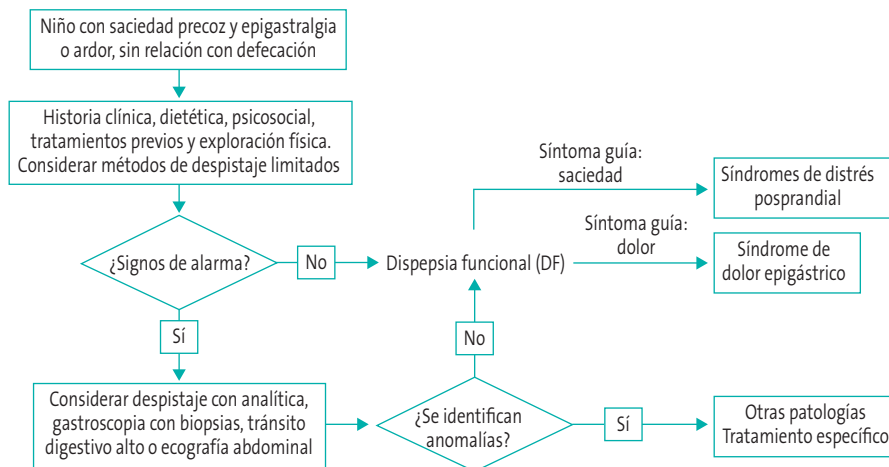 Niño con saciedad precoz y epigastralgia
o ardor, sin relación con defecación
Historia clínica, dietética, psicosocial,
tratamientos previos y exploración física.
Considerar métodos de despistaje limitados
Síntoma guía:
saciedad
Síndromes de distrés
posprandial
¿Signos de alarma?
No
Dispepsia funcional (DF)
Síntoma guía:
dolor
Síndrome de
dolor epigástrico
Sí
No
Considerar despistaje con analítica,
gastroscopia con biopsias, tránsito
digestivo alto o ecografía abdominal
¿Se identifican
anomalías?
Sí
Otras patologías
Tratamiento específico